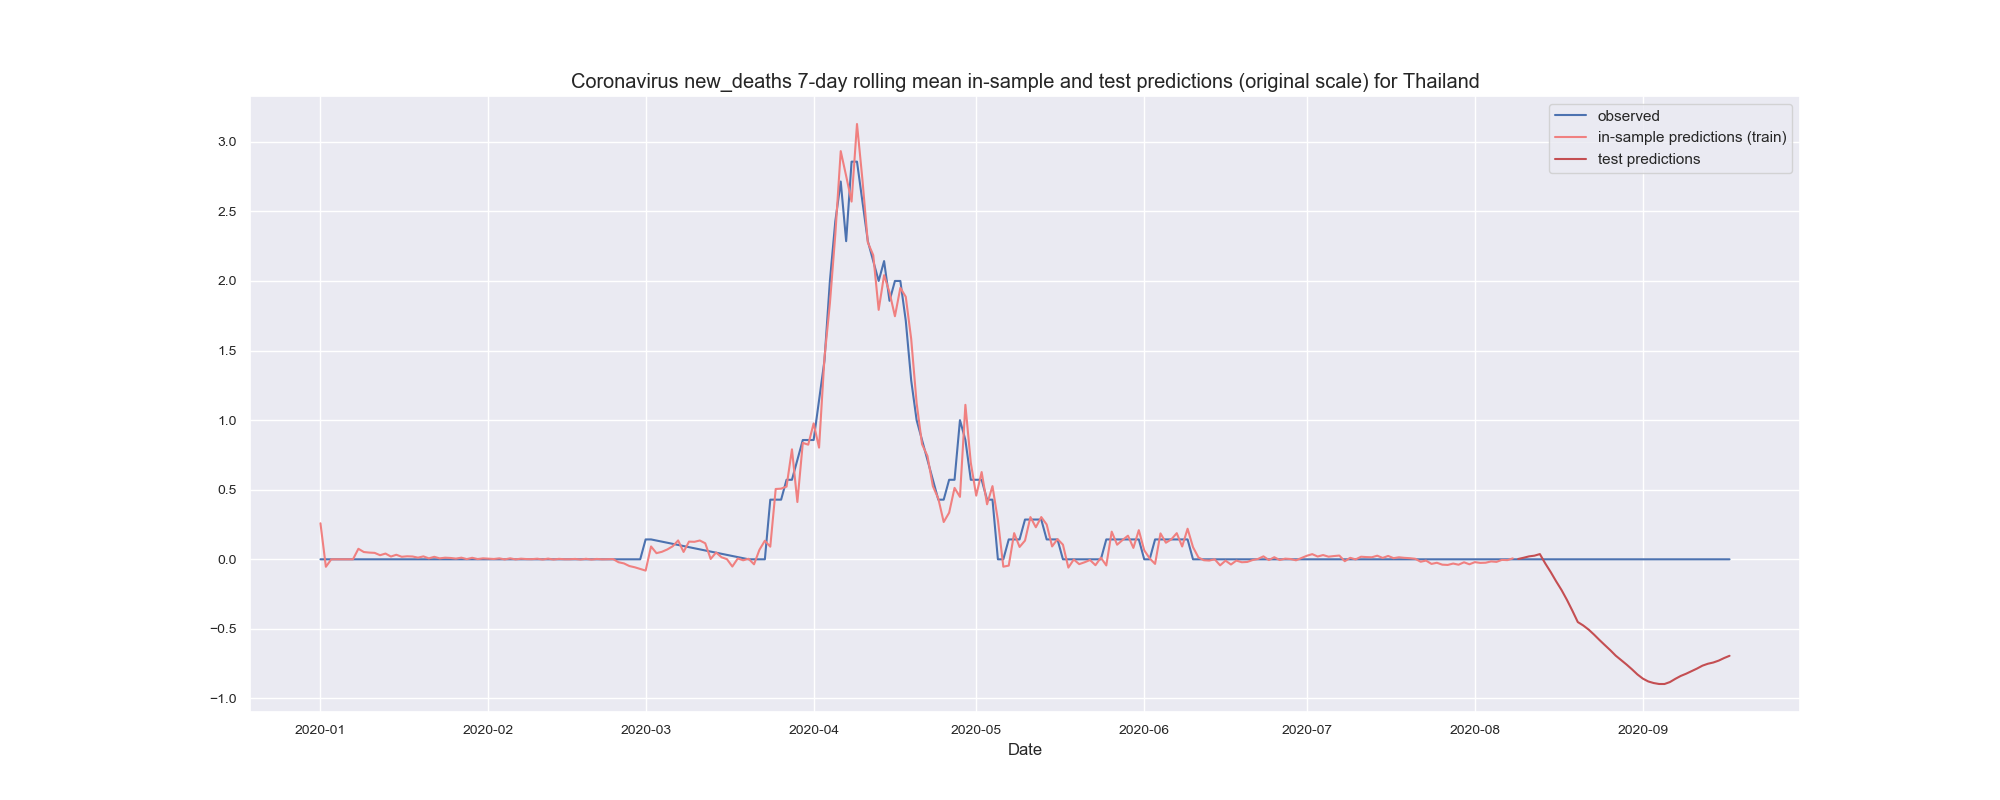 Coronavirus new_deaths 7-day rolling mean in-sample and test predictions (original scale) for Thailand
observed
in-sample predictions (train)
test predictions
3.0
2.5
2.0
1.5
1.0
0.5
0.0
−0.5
−1.0
2020-01 2020-02 2020-03 2020-04 2020-05 2020-06 2020-07 2020-08 2020-09
Date